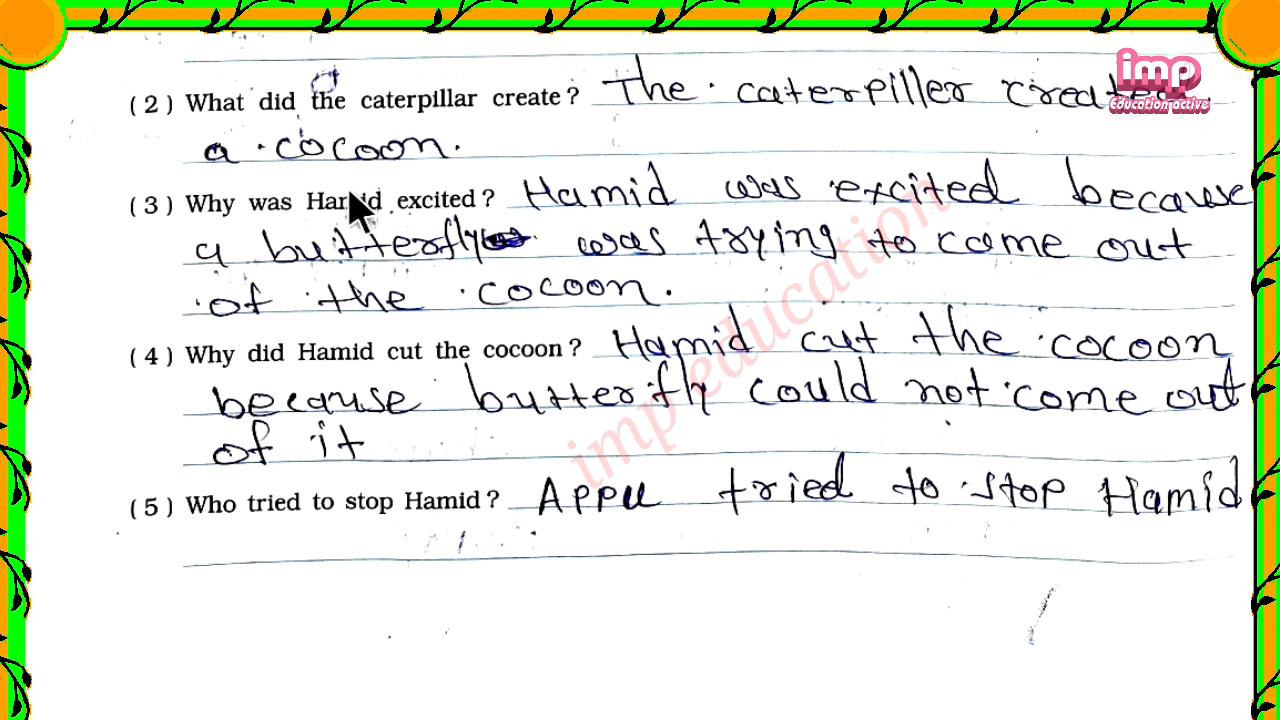 imp
Education active
( 2 ) What did the caterpillar create ? The caterpiller created
a cocoon.
( 3 ) Why was Hamid excited ? Hamid was excited because
a butterfly was trying to come out
of the cocoon.
( 4 ) Why did Hamid cut the cocoon ? Hamid cut the cocoon
because butterfly could not come out
of it
( 5 ) Who tried to stop Hamid ? Appu tried to stop Hamid
imp education